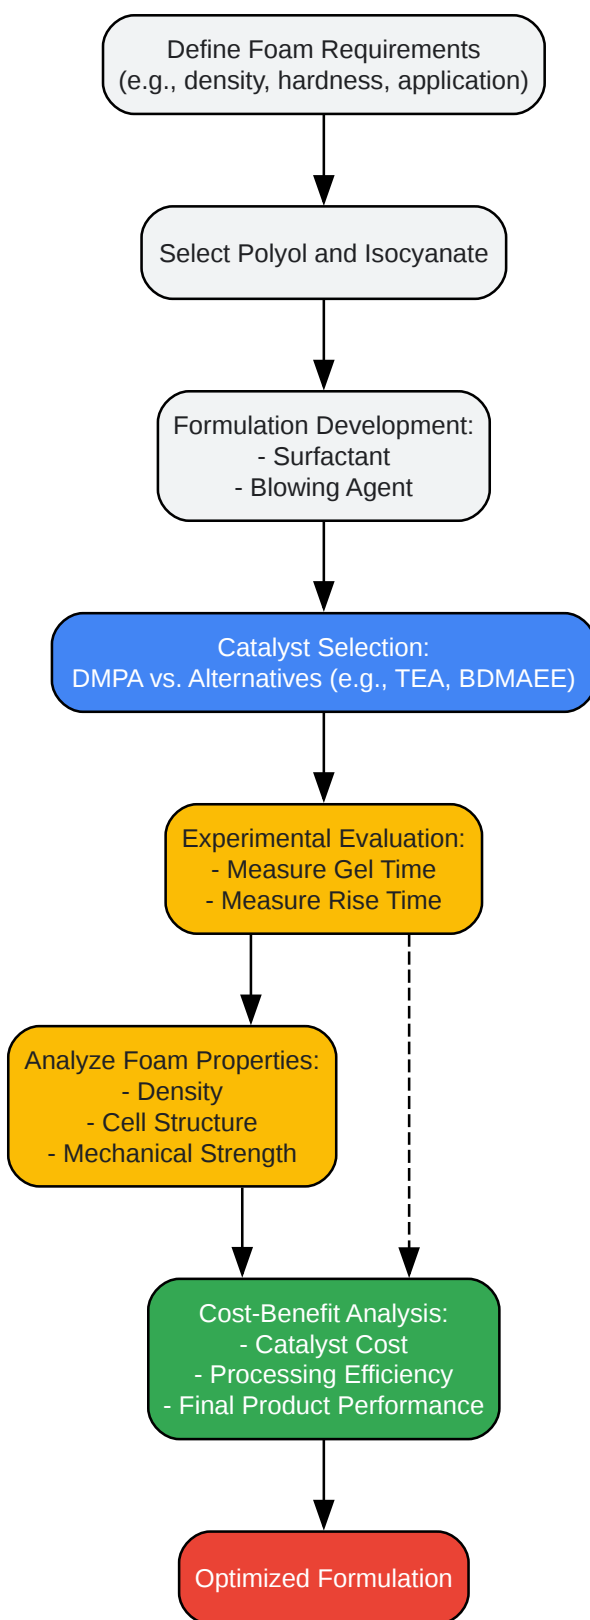 Define Foam Requirements
(e.g., density, hardness, application)
Select Polyol and Isocyanate
Formulation Development:
- Surfactant
- Blowing Agent
Catalyst Selection:
DMPA vs. Alternatives (e.g., TEA, BDMAEE)
Experimental Evaluation:
- Measure Gel Time
- Measure Rise Time
Analyze Foam Properties:
- Density
- Cell Structure
- Mechanical Strength
Cost-Benefit Analysis:
- Catalyst Cost
- Processing Efficiency
- Final Product Performance
Optimized Formulation